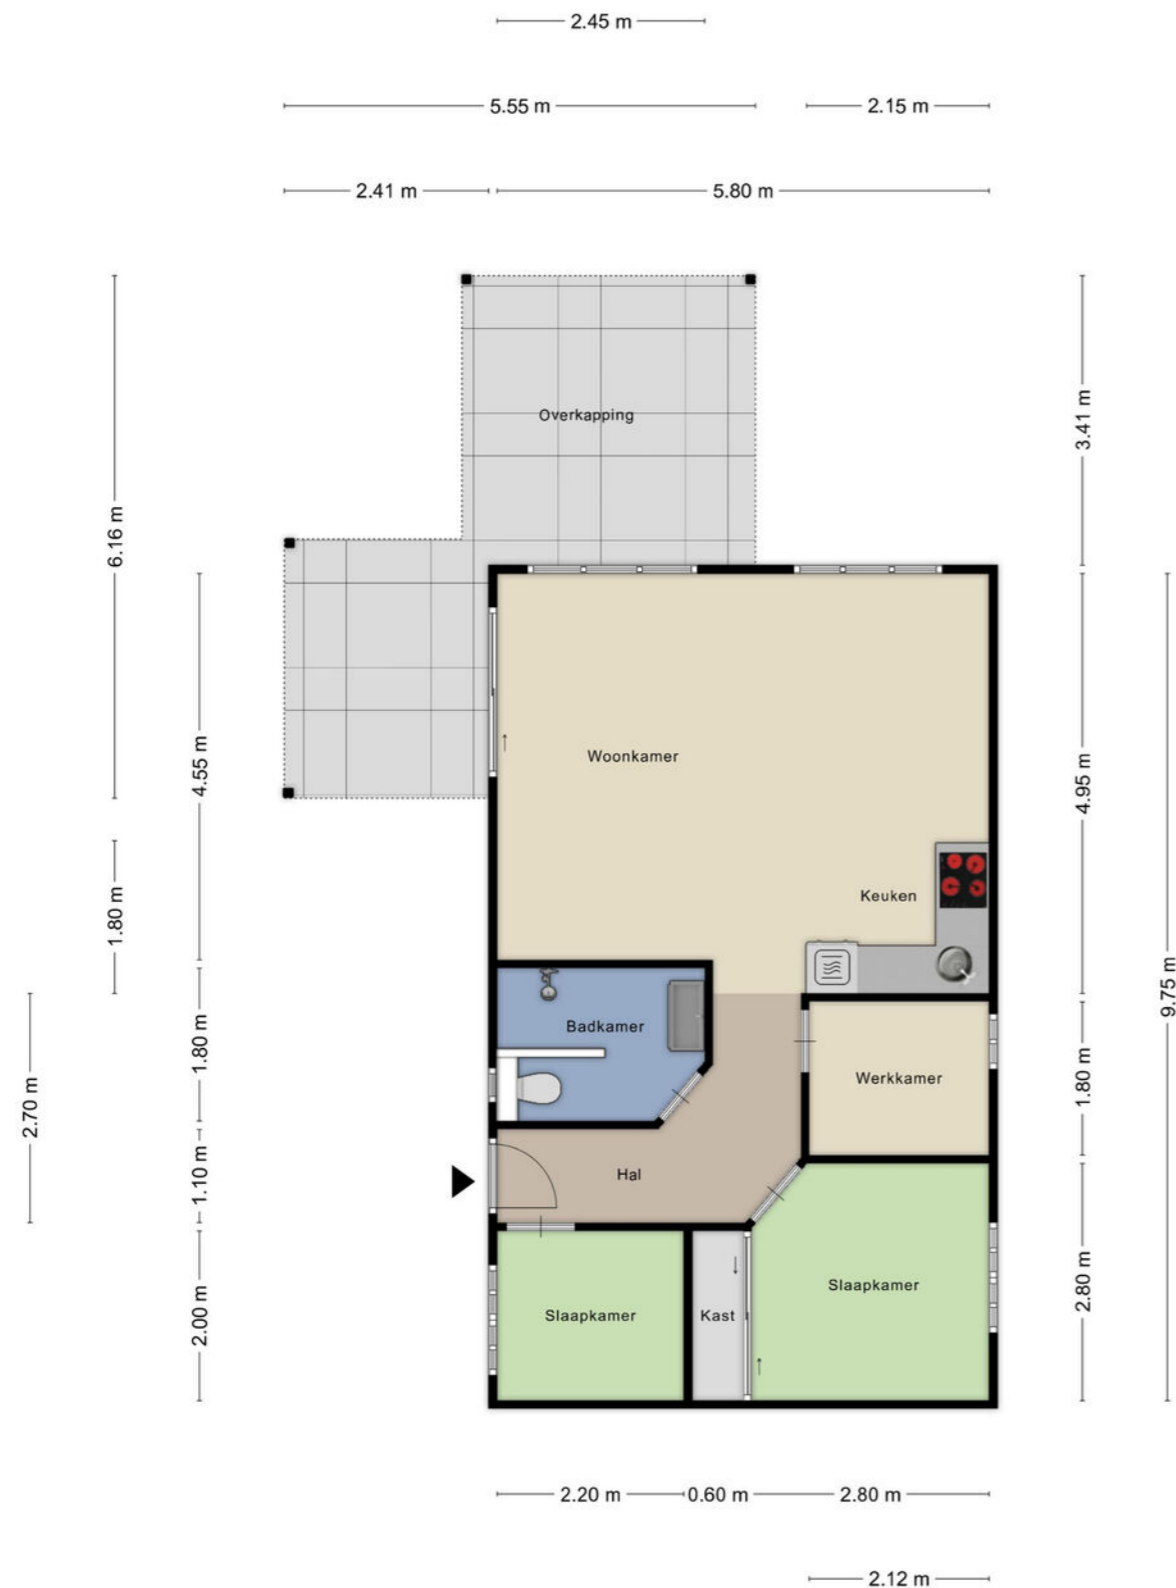 2.45 m
5.55 m
2.15 m
2.41 m
5.80 m
Overkapping
3.41 m
6.16 m
4.55 m
Woonkamer
4.95 m
Keuken
1.80 m
9.75 m
Badkamer
1.80 m
Werkkamer
1.80 m
2.70 m
1.10 m
Hal
Slaapkamer
2.80 m
2.00 m
Slaapkamer
Kast
2.20 m
0.60 m
2.80 m
2.12 m